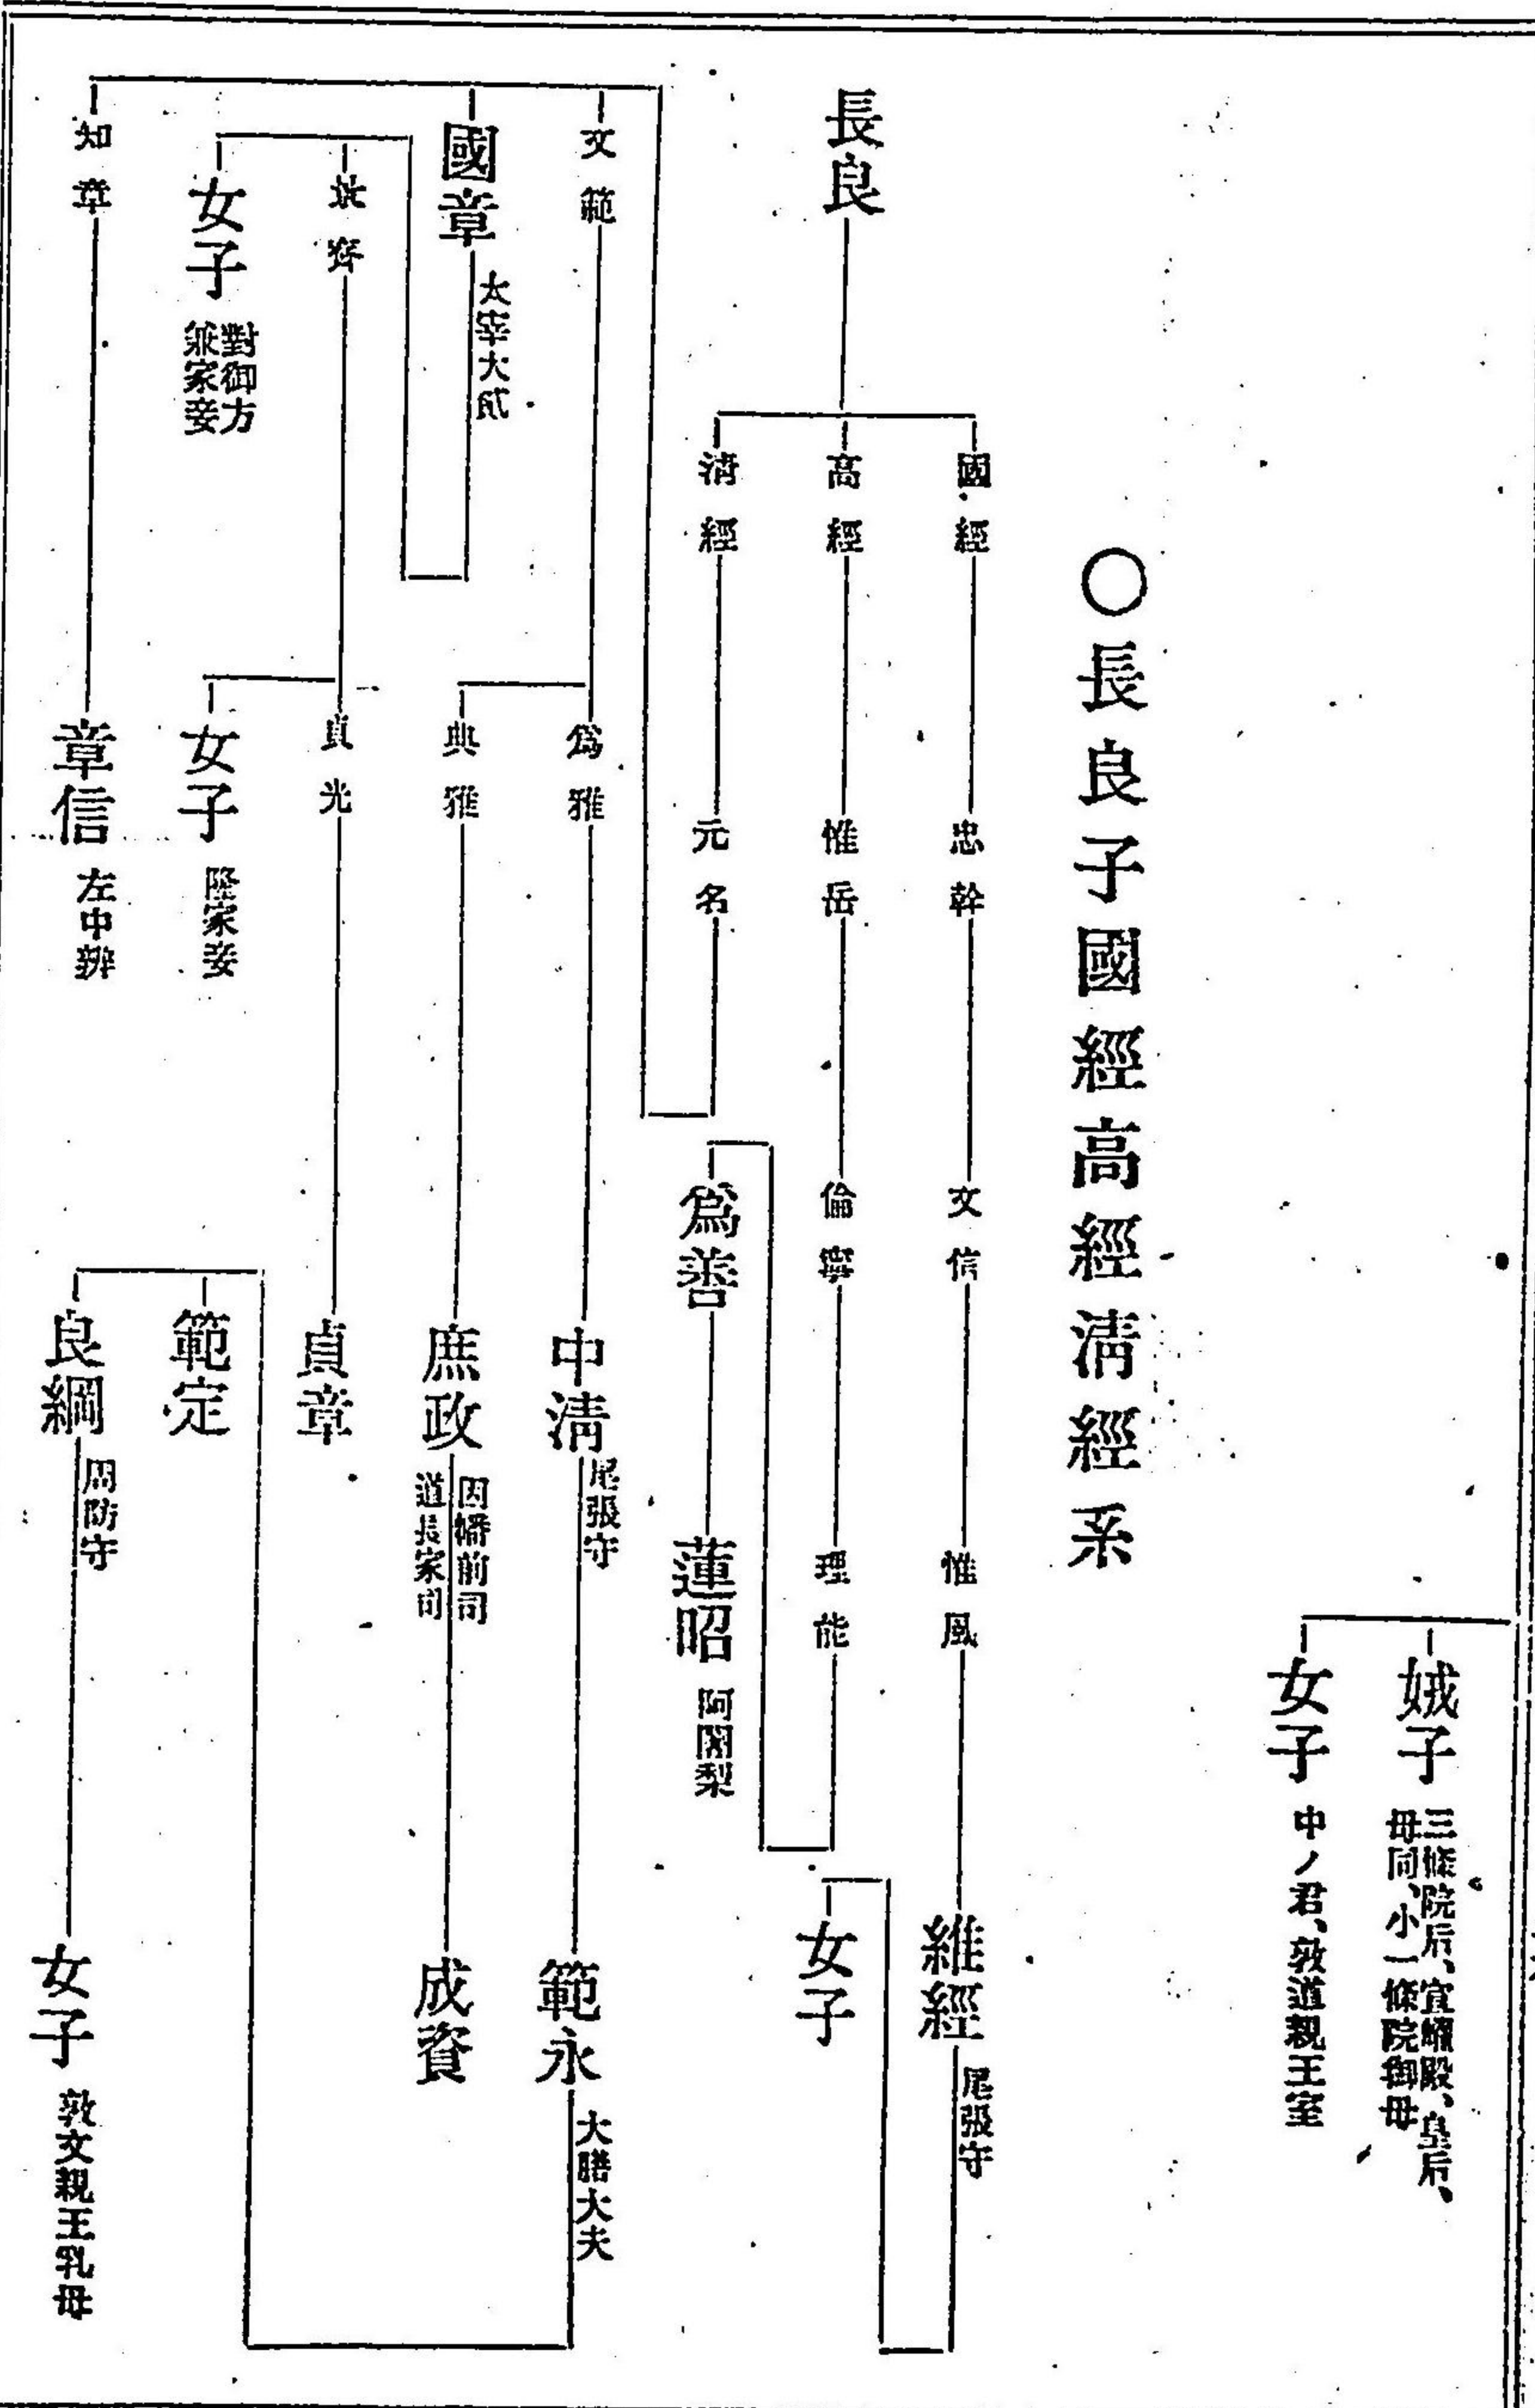 娍子
三條院后、宣耀殿、皇后、
母同、小一條院御母
女子
中ノ君、敦道親王室
〇長良子國經高經淸經系
長良
國經
忠幹
文信
惟風
維經
尾張守
女子
高經
惟岳
倫寧
理能
爲善
蓮昭
阿闍梨
淸經
元名
文範
爲雅
中淸
尾張守
範永
大膳大夫
範定
良綱
周防守
女子
敦文親王乳母
典雅
庶政
因幡前司
道長家司
成資
國章
太宰大貳
貞光
貞章
女子
隆家妾
女子
對御方
兼家妾
知章
章信
左中辨